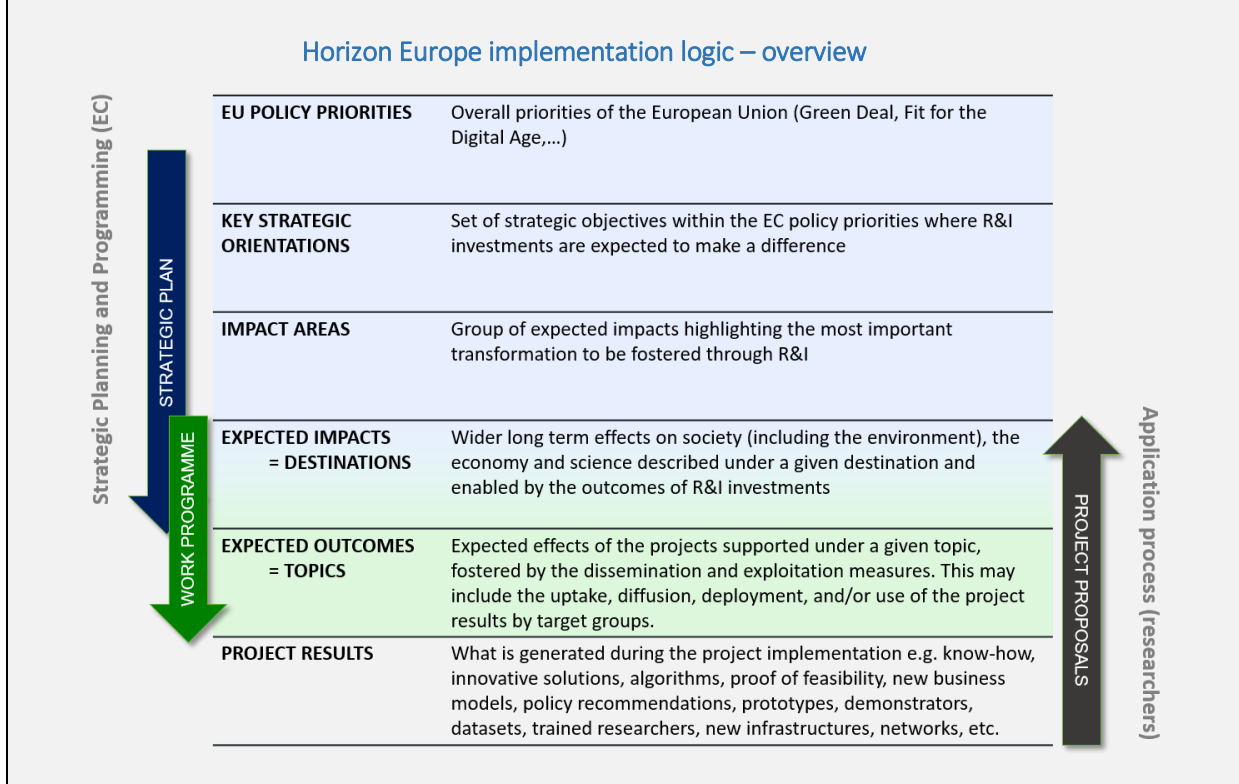 Horizon Europe implementation logic – overview
Strategic Planning and Programming (EC)
STRATEGIC PLAN
WORK PROGRAMME
EU POLICY PRIORITIES
Overall priorities of the European Union (Green Deal, Fit for the
Digital Age,...)
KEY STRATEGIC
ORIENTATIONS
Set of strategic objectives within the EC policy priorities where R&I
investments are expected to make a difference
IMPACT AREAS
Group of expected impacts highlighting the most important
transformation to be fostered through R&I
EXPECTED IMPACTS
= DESTINATIONS
Wider long term effects on society (including the environment), the
economy and science described under a given destination and
enabled by the outcomes of R&I investments
EXPECTED OUTCOMES
= TOPICS
Expected effects of the projects supported under a given topic,
fostered by the dissemination and exploitation measures. This may
include the uptake, diffusion, deployment, and/or use of the project
results by target groups.
PROJECT RESULTS
What is generated during the project implementation e.g. know-how,
innovative solutions, algorithms, proof of feasibility, new business
models, policy recommendations, prototypes, demonstrators,
datasets, trained researchers, new infrastructures, networks, etc.
PROJECT PROPOSALS
Application process (researchers)